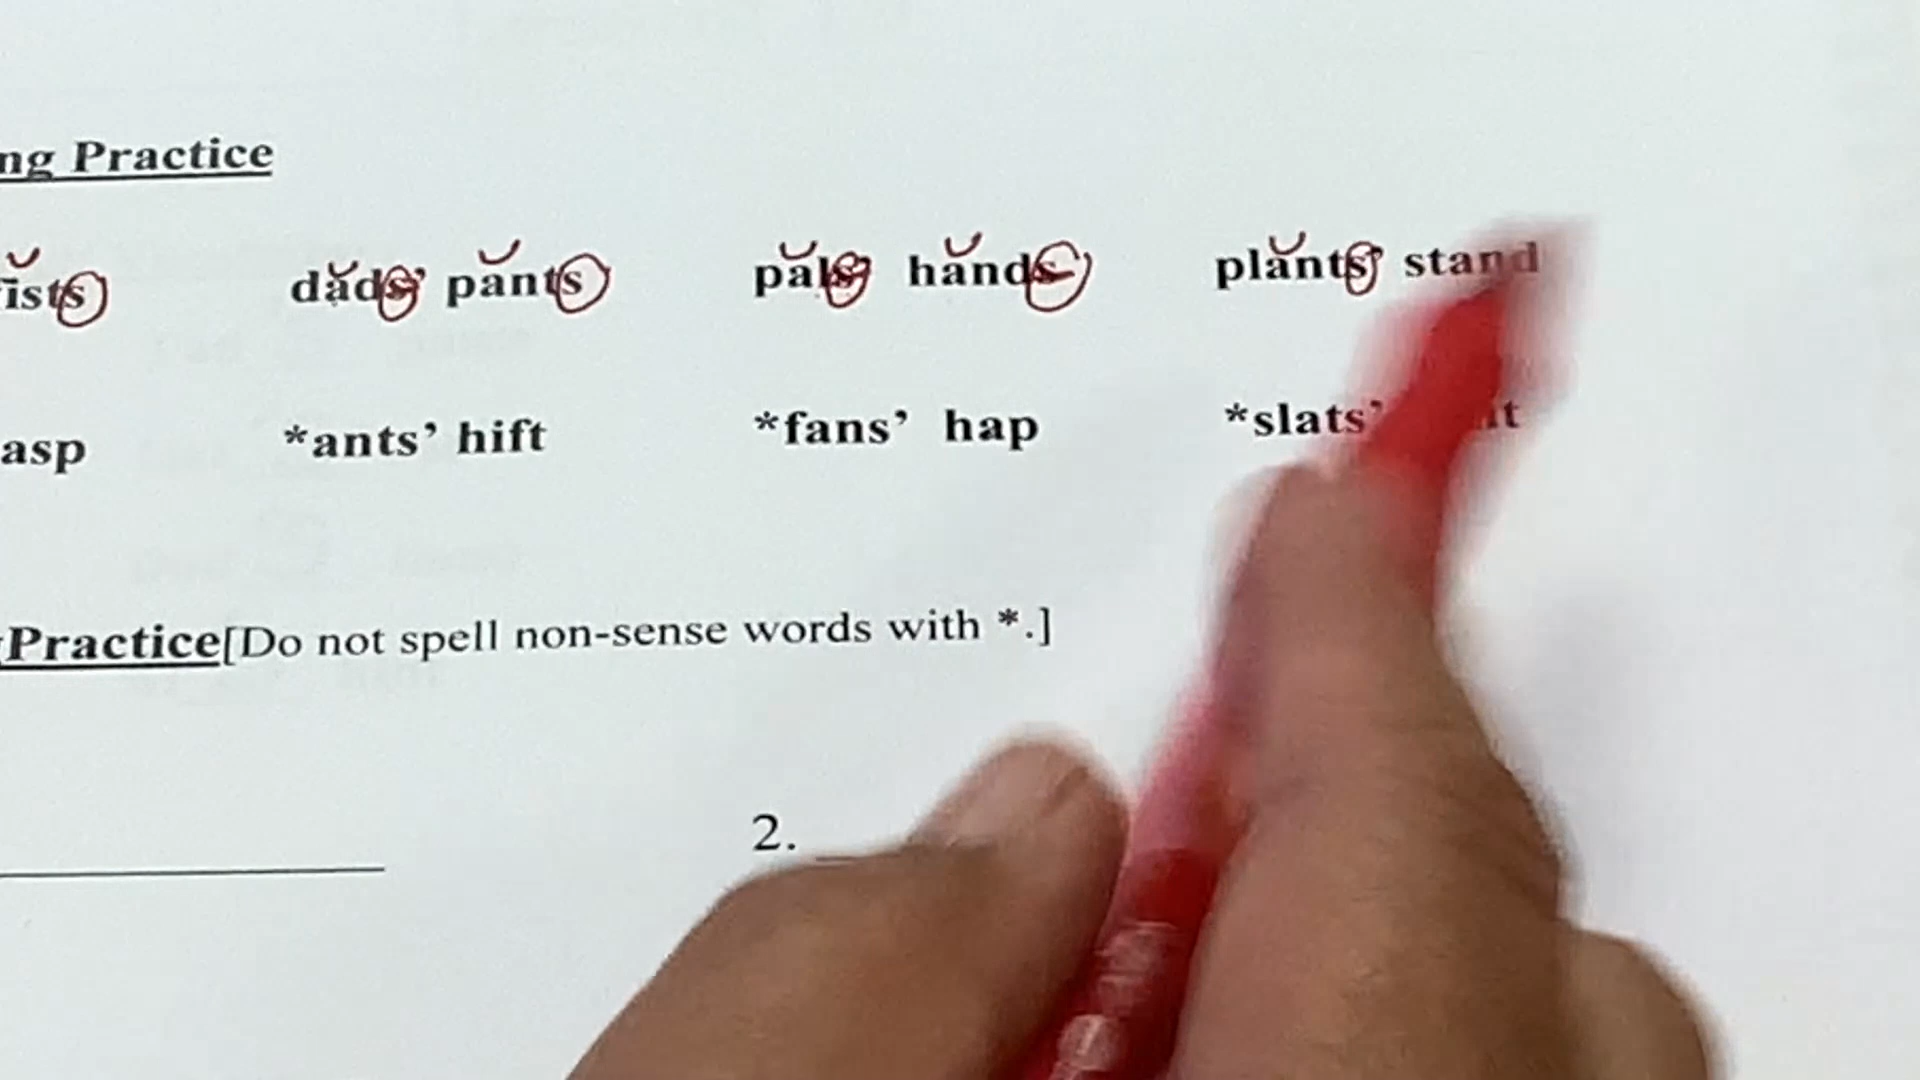 ng Practice
ists dads’ pants pals’ hands plants’ stand
asp *ants’ hift *fans’ hap *slats’
Practice[Do not spell non-sense words with *.]
2.